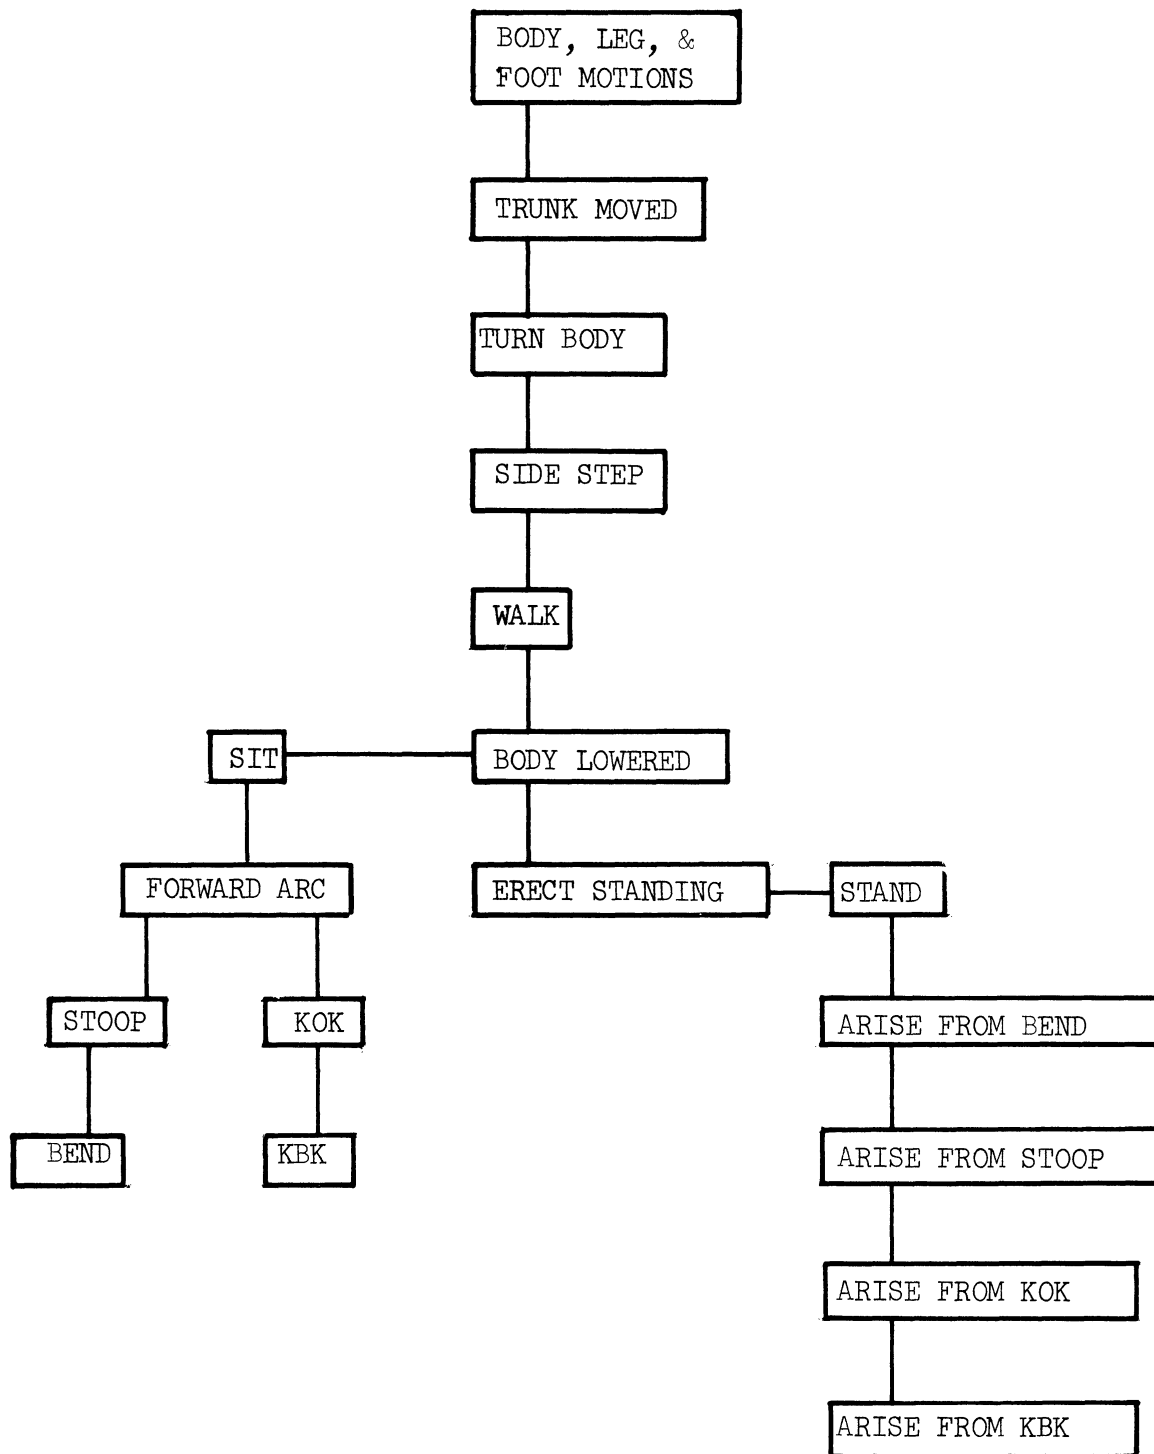 BODY, LEG, &
FOOT MOTIONS
TRUNK MOVED
TURN BODY
SIDE STEP
WALK
SIT
BODY LOWERED
FORWARD ARC
ERECT STANDING
STAND
STOOP
KOK
ARISE FROM BEND
BEND
KBK
ARISE FROM STOOP
ARISE FROM KOK
ARISE FROM KBK